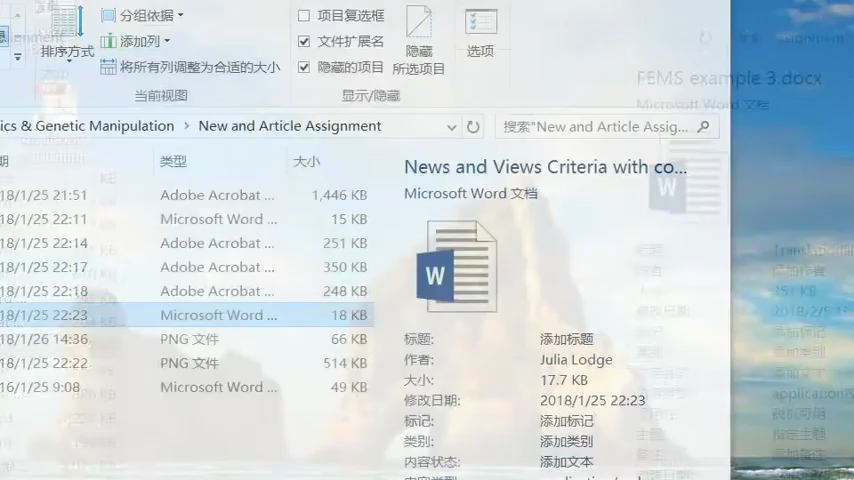 分组依据
项目复选框
添加列
文件扩展名
排序方式
隐藏
选项
将所有列调整为合适的大小
隐藏的项目
所选项目
当前视图
显示/隐藏
FEMS example 3.docx
Microsoft Word 文档
ics & Genetic Manipulation > New and Article Assignment
搜索"New and Article Assig...
期 类型 大小
News and Views Criteria with co...
Microsoft Word 文档
18/1/25 21:51 Adobe Acrobat ... 1,446 KB
18/1/25 22:11 Microsoft Word ... 15 KB
18/1/25 22:14 Adobe Acrobat ... 251 KB
18/1/25 22:17 Adobe Acrobat ... 350 KB
18/1/25 22:18 Adobe Acrobat ... 248 KB
18/1/25 22:23 Microsoft Word ... 18 KB
18/1/26 14:36 PNG 文件 66 KB
18/1/25 22:22 PNG 文件 514 KB
16/1/25 9:08 Microsoft Word ... 49 KB
W
标题: 添加标题
作者: Julia Lodge
大小: 17.7 KB
修改日期: 2018/1/25 22:23
标记: 添加标记
类别: 添加类别
内容状态: 添加文本